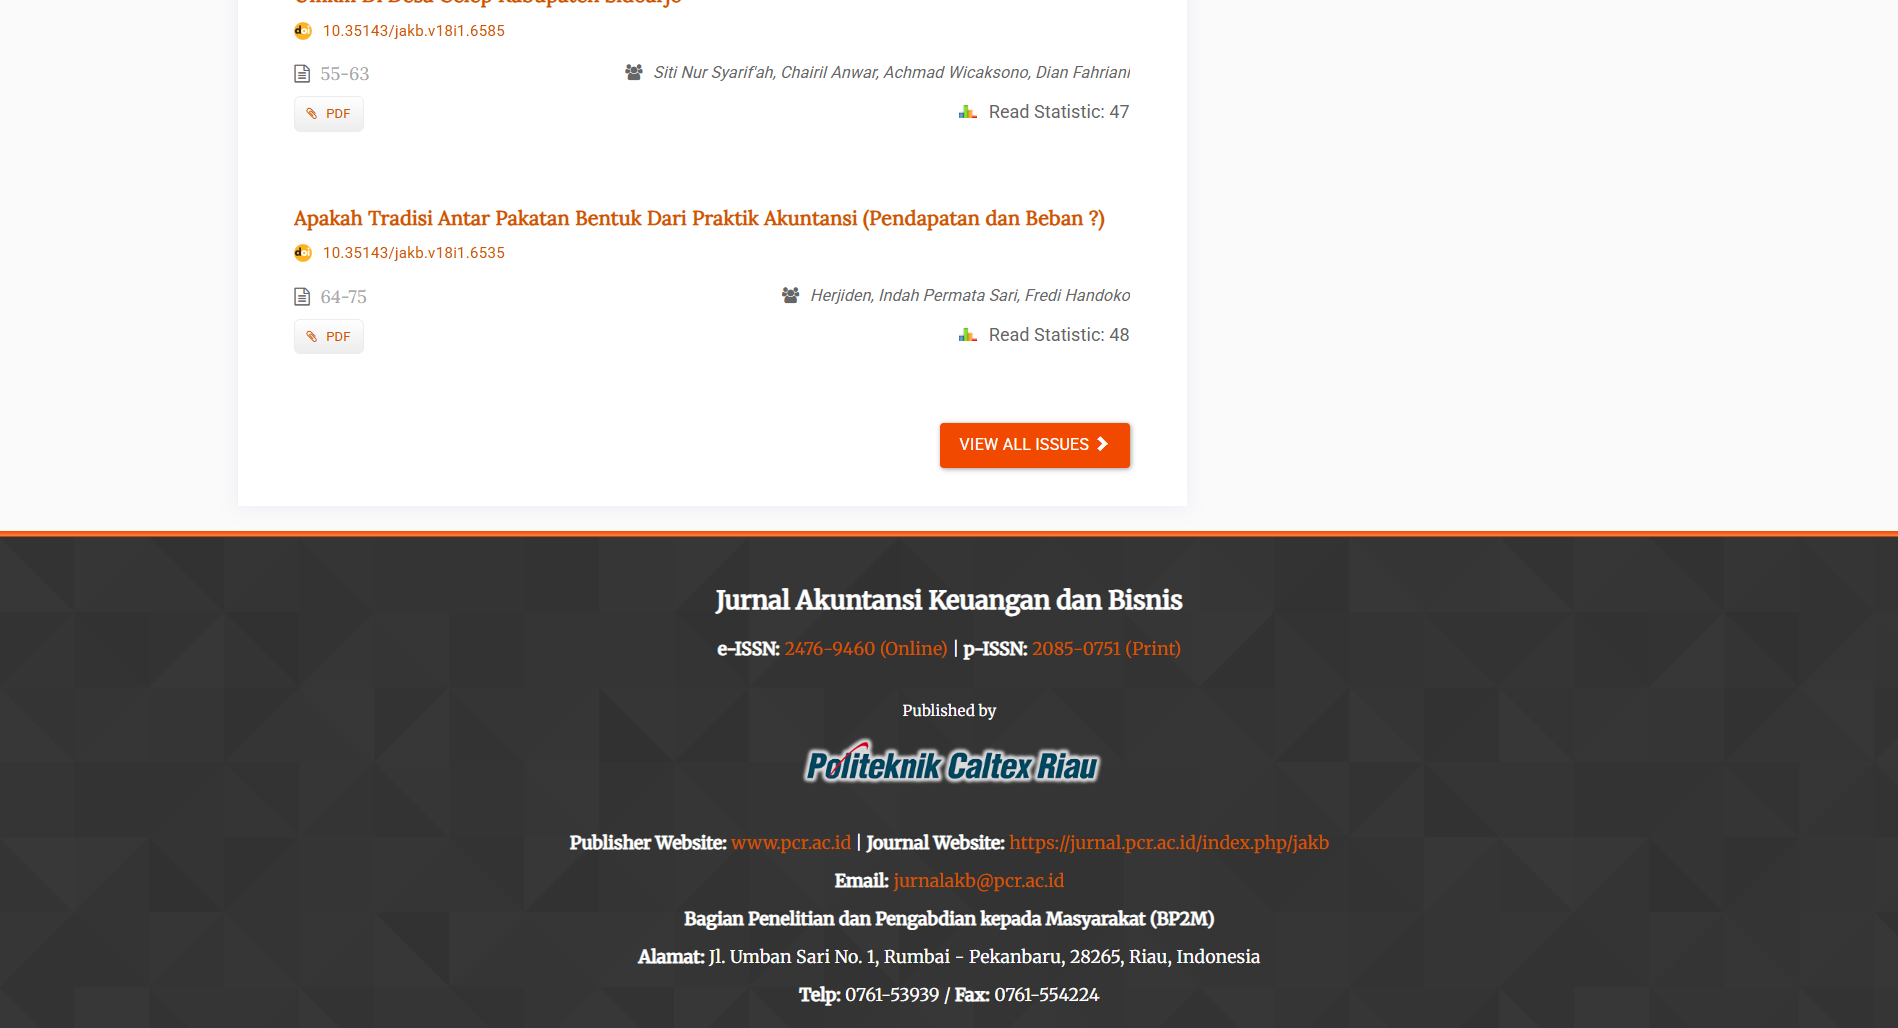 Umkm Di Desa Celep Kabupaten Sidoarjo
10.35143/jakb.v18i1.6585
55-63
Siti Nur Syarif'ah, Chairil Anwar, Achmad Wicaksono, Dian Fahriani
PDF
Read Statistic: 47
Apakah Tradisi Antar Pakatan Bentuk Dari Praktik Akuntansi (Pendapatan dan Beban ?)
10.35143/jakb.v18i1.6535
64-75
Herjiden, Indah Permata Sari, Fredi Handoko
PDF
Read Statistic: 48
VIEW ALL ISSUES
Jurnal Akuntansi Keuangan dan Bisnis
e-ISSN: 2476-9460 (Online) | p-ISSN: 2085-0751 (Print)
Published by
Politeknik Caltex Riau
Publisher Website: www.pcr.ac.id | Journal Website: https://jurnal.pcr.ac.id/index.php/jakb
Email: jurnalakb@pcr.ac.id
Bagian Penelitian dan Pengabdian kepada Masyarakat (BP2M)
Alamat: Jl. Umban Sari No. 1, Rumbai - Pekanbaru, 28265, Riau, Indonesia
Telp: 0761-53939 / Fax: 0761-554224